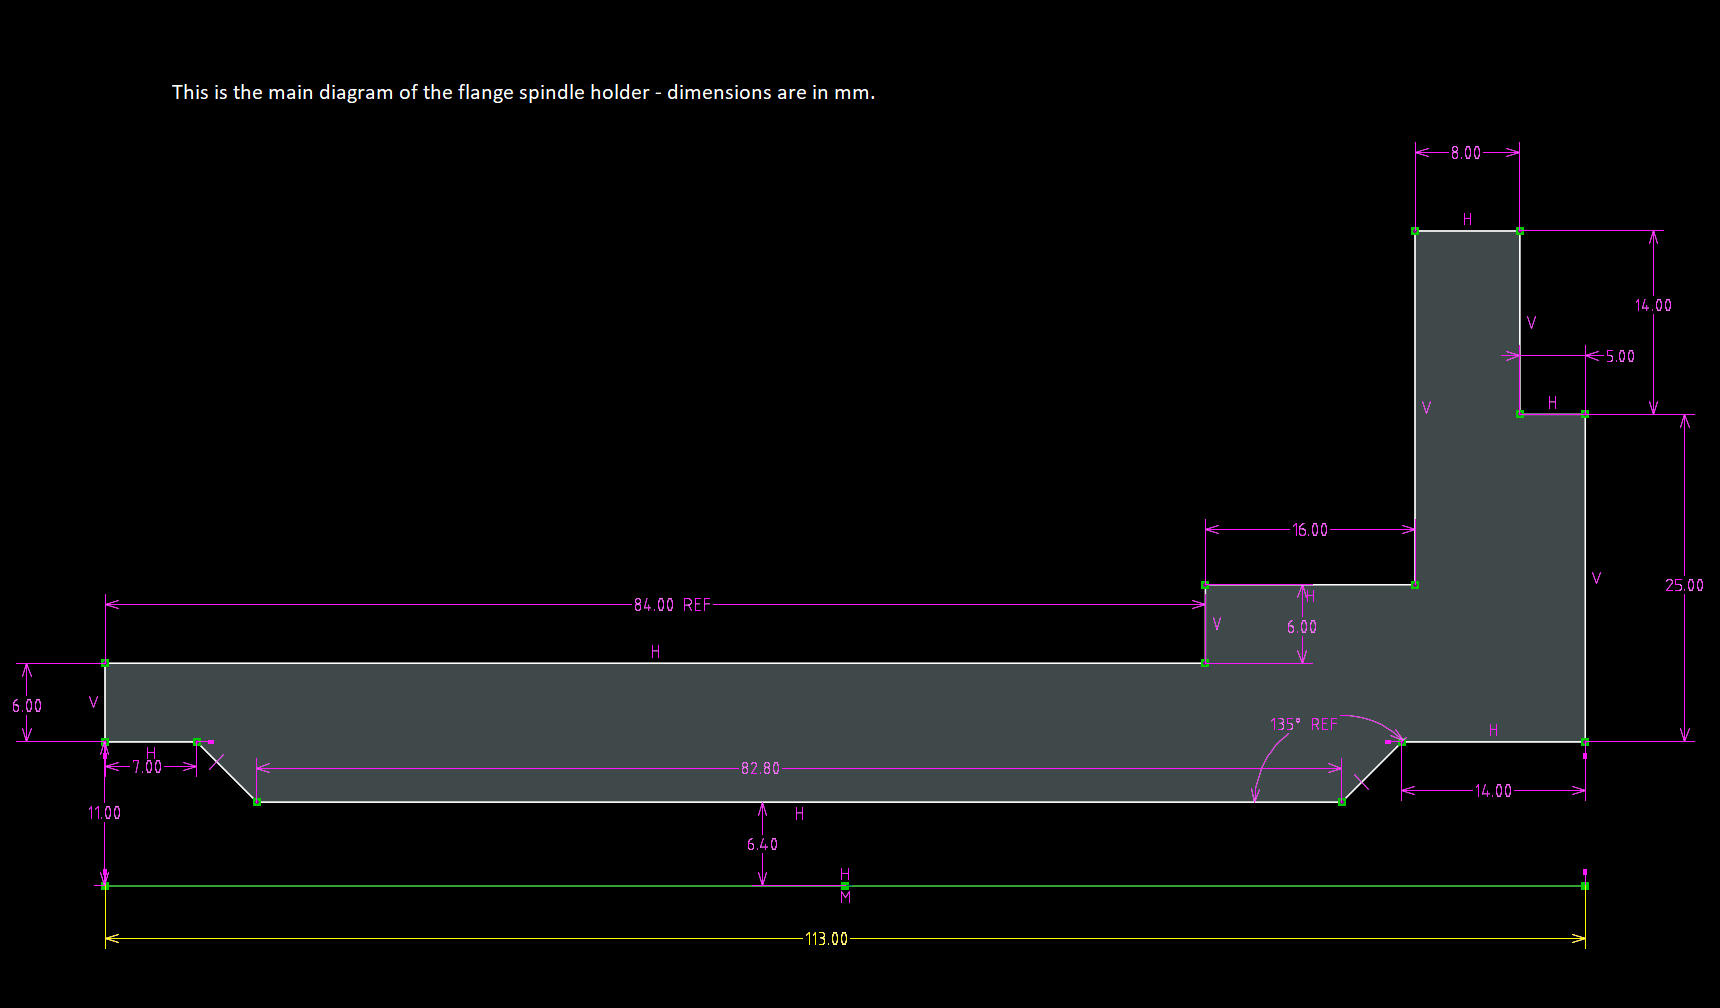 This is the main diagram of the flange spindle holder - dimensions are in mm.
8.00
H
14.00
V
5.00
H
V
16.00
V
25.00
84.00 REF
H
6.00
V
H
6.00
V
135° REF
H
H
7.00
82.80
14.00
11.00
H
6.40
H
M
113.00